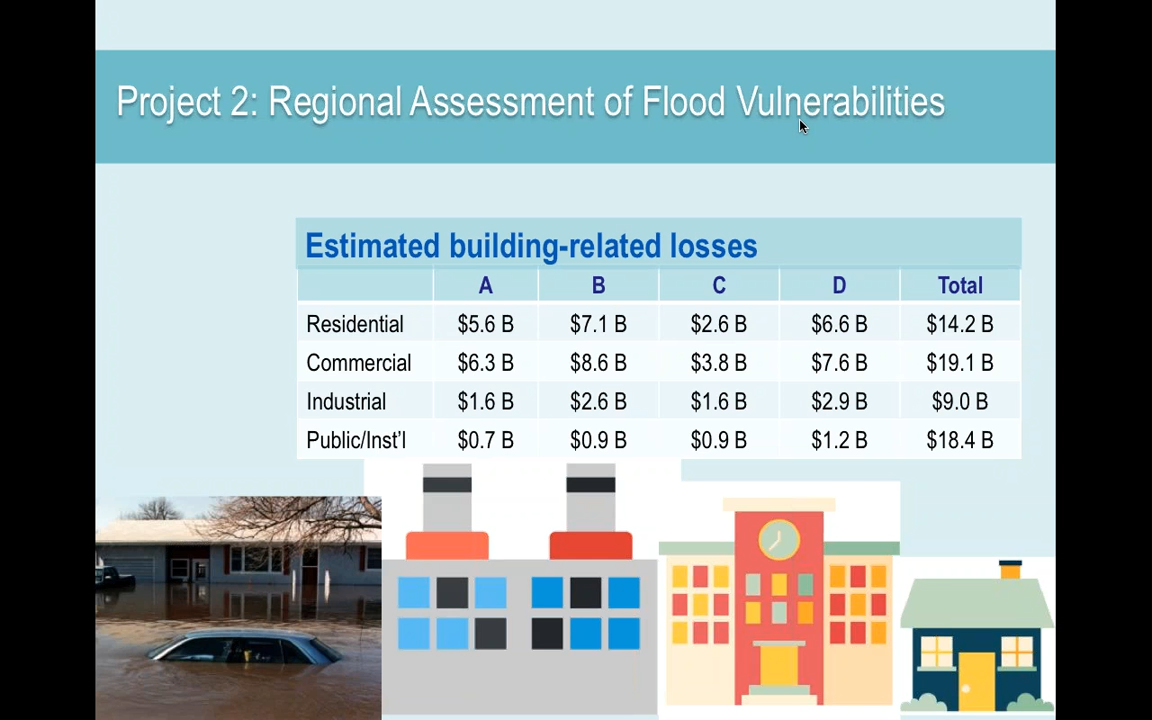 Project 2: Regional Assessment of Flood Vulnerabilities
Estimated building-related losses
A B C D Total
Residential $5.6 B $7.1 B $2.6 B $6.6 B $14.2 B
Commercial $6.3 B $8.6 B $3.8 B $7.6 B $19.1 B
Industrial $1.6 B $2.6 B $1.6 B $2.9 B $9.0 B
Public/Inst'l $0.7 B $0.9 B $0.9 B $1.2 B $18.4 B